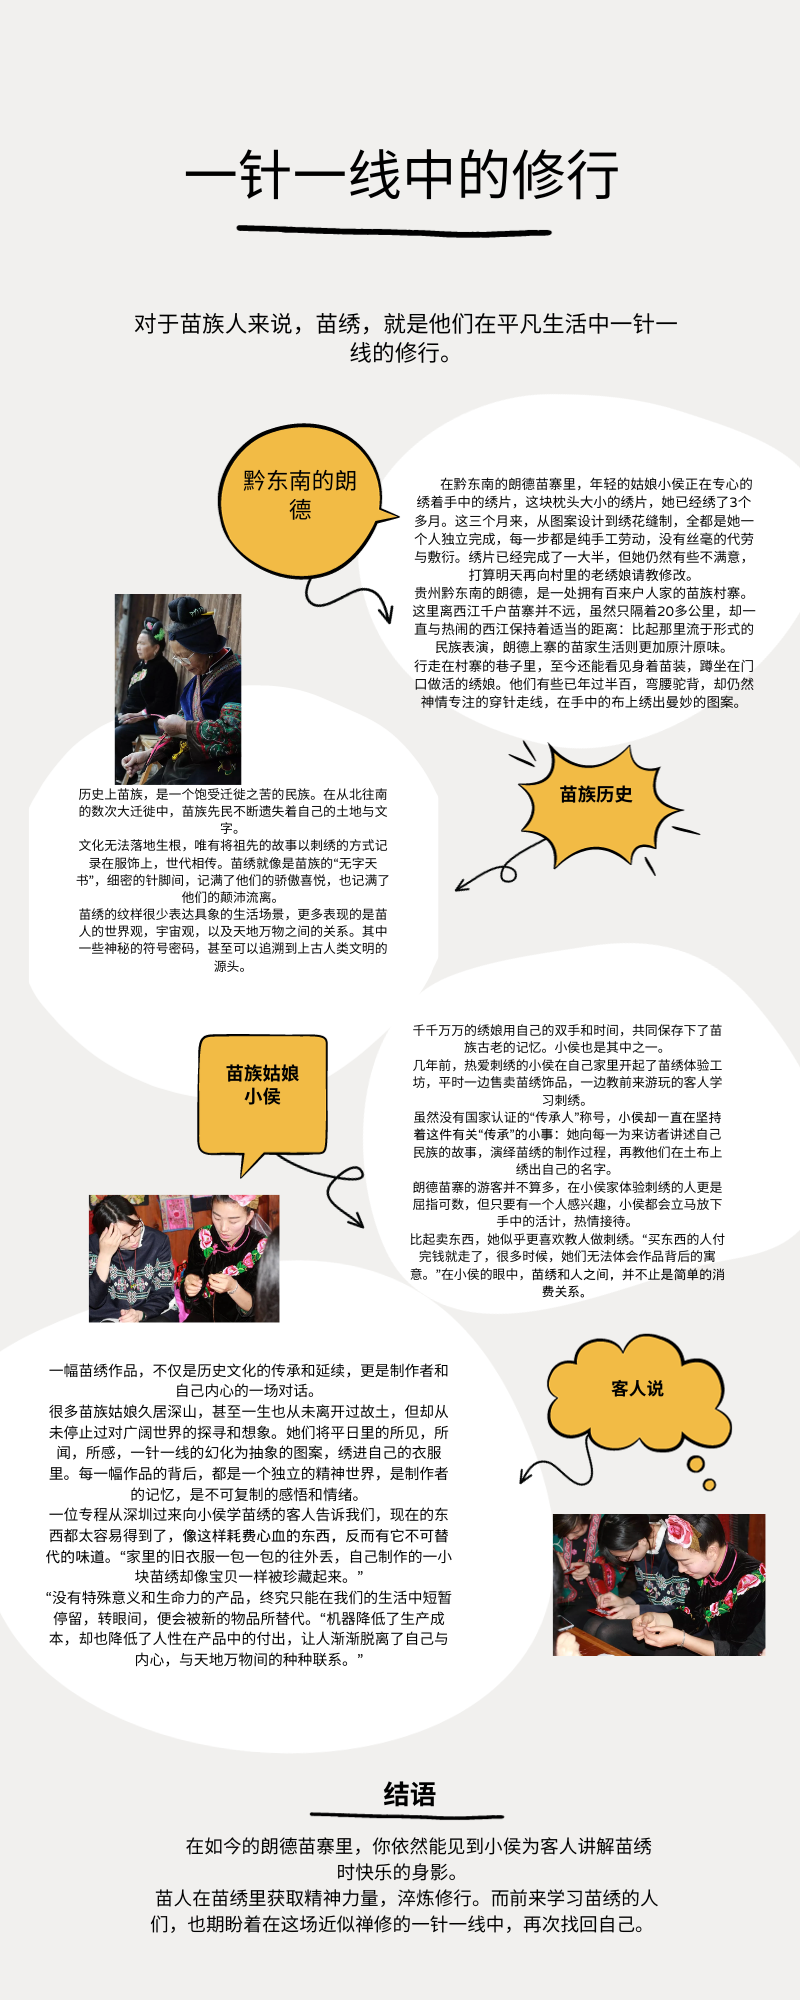 一针一线中的修行
对于苗族人来说，苗绣，就是他们在平凡生活中一针一
线的修行。
黔东南的朗
德
在黔东南的朗德苗寨里，年轻的姑娘小侯正在专心的
绣着手中的绣片，这块枕头大小的绣片，她已经绣了3个
多月。这三个月来，从图案设计到绣花缝制，全都是她一
个人独立完成，每一步都是纯手工劳动，没有丝毫的代劳
与敷衍。绣片已经完成了一大半，但她仍然有些不满意，
打算明天再向村里的老绣娘请教修改。
贵州黔东南的朗德，是一处拥有百来户人家的苗族村寨。
这里离西江千户苗寨并不远，虽然只隔着20多公里，却一
直与热闹的西江保持着适当的距离：比起那里流于形式的
民族表演，朗德上寨的苗家生活则更加原汁原味。
行走在村寨的巷子里，至今还能看见身着苗装，蹲坐在门
口做活的绣娘。他们有些已年过半百，弯腰驼背，却仍然
神情专注的穿针走线，在手中的布上绣出曼妙的图案。
苗族历史
历史上苗族，是一个饱受迁徙之苦的民族。在从北往南
的数次大迁徙中，苗族先民不断遗失着自己的土地与文
字。
文化无法落地生根，唯有将祖先的故事以刺绣的方式记
录在服饰上，世代相传。苗绣就像是苗族的“无字天
书”，细密的针脚间，记满了他们的骄傲喜悦，也记满了
他们的颠沛流离。
苗绣的纹样很少表达具象的生活场景，更多表现的是苗
人的世界观，宇宙观，以及天地万物之间的关系。其中
一些神秘的符号密码，甚至可以追溯到上古人类文明的
源头。
苗族姑娘
小侯
千千万万的绣娘用自己的双手和时间，共同保存下了苗
族古老的记忆。小侯也是其中之一。
几年前，热爱刺绣的小侯在自己家里开起了苗绣体验工
坊，平时一边售卖苗绣饰品，一边教前来游玩的客人学
习刺绣。
虽然没有国家认证的“传承人”称号，小侯却一直在坚持
着这件有关“传承”的小事：她向每一为来访者讲述自己
民族的故事，演绎苗绣的制作过程，再教他们在土布上
绣出自己的名字。
朗德苗寨的游客并不算多，在小侯家体验刺绣的人更是
屈指可数，但只要有一个人感兴趣，小侯都会立马放下
手中的活计，热情接待。
比起卖东西，她似乎更喜欢教人做刺绣。“买东西的人付
完钱就走了，很多时候，她们无法体会作品背后的寓
意。”在小侯的眼中，苗绣和人之间，并不止是简单的消
费关系。
客人说
一幅苗绣作品，不仅是历史文化的传承和延续，更是制作者和
自己内心的一场对话。
很多苗族姑娘久居深山，甚至一生也从未离开过故土，但却从
未停止过对广阔世界的探寻和想象。她们将平日里的所见，所
闻，所感，一针一线的幻化为抽象的图案，绣进自己的衣服
里。每一幅作品的背后，都是一个独立的精神世界，是制作者
的记忆，是不可复制的感悟和情绪。
一位专程从深圳过来向小侯学苗绣的客人告诉我们，现在的东
西都太容易得到了，像这样耗费心血的东西，反而有它不可替
代的味道。“家里的旧衣服一包一包的往外丢，自己制作的一小
块苗绣却像宝贝一样被珍藏起来。”
“没有特殊意义和生命力的产品，终究只能在我们的生活中短暂
停留，转眼间，便会被新的物品所替代。“机器降低了生产成
本，却也降低了人性在产品中的付出，让人渐渐脱离了自己与
内心，与天地万物间的种种联系。”
结语
在如今的朗德苗寨里，你依然能见到小侯为客人讲解苗绣
时快乐的身影。
苗人在苗绣里获取精神力量，淬炼修行。而前来学习苗绣的人
们，也期盼着在这场近似禅修的一针一线中，再次找回自己。